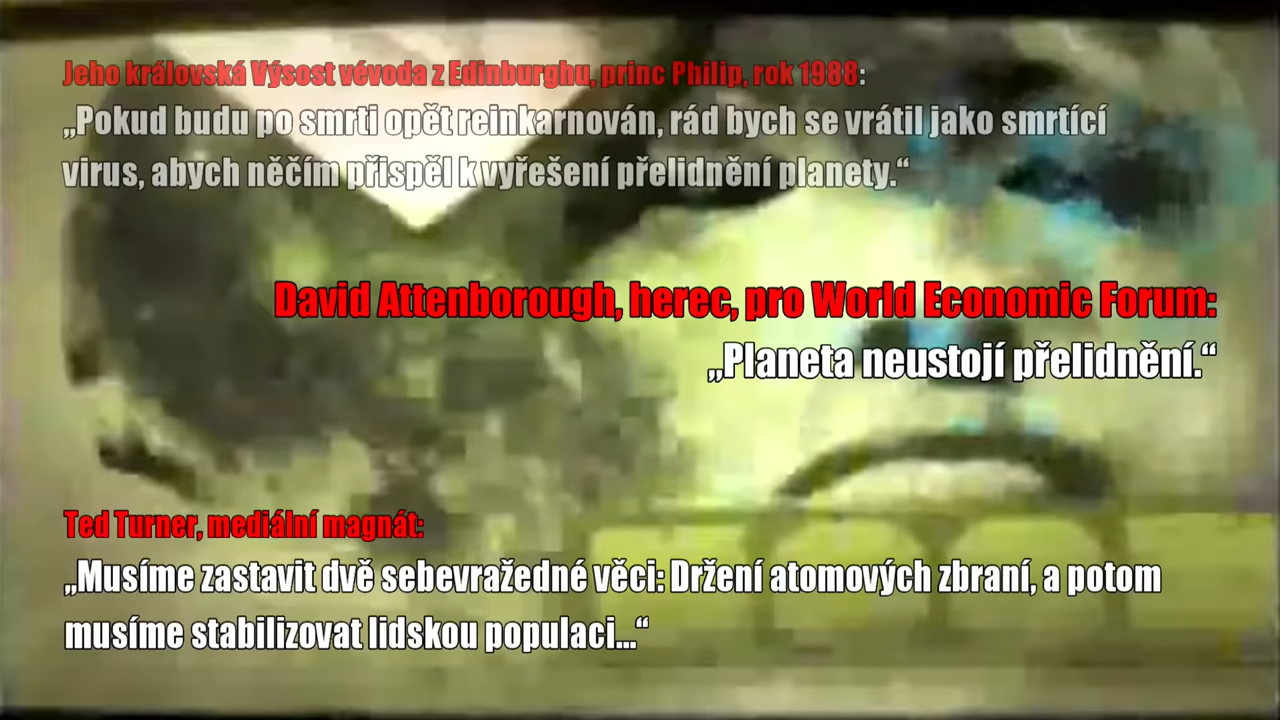 Jeho královská Výsost vévoda z Edinburghu, princ Philip, rok 1988:
„Pokud budu po smrti opět reinkarnován, rád bych se vrátil jako smrtící
virus, abych něčím přispěl k vyřešení přelidnění planety.“
David Attenborough, herec, pro World Economic Forum:
„Planeta neustojí přelidnění.“
Ted Turner, mediální magnát:
„Musíme zastavit dvě sebevražedné věci: Držení atomových zbraní, a potom
musíme stabilizovat lidskou populaci...“